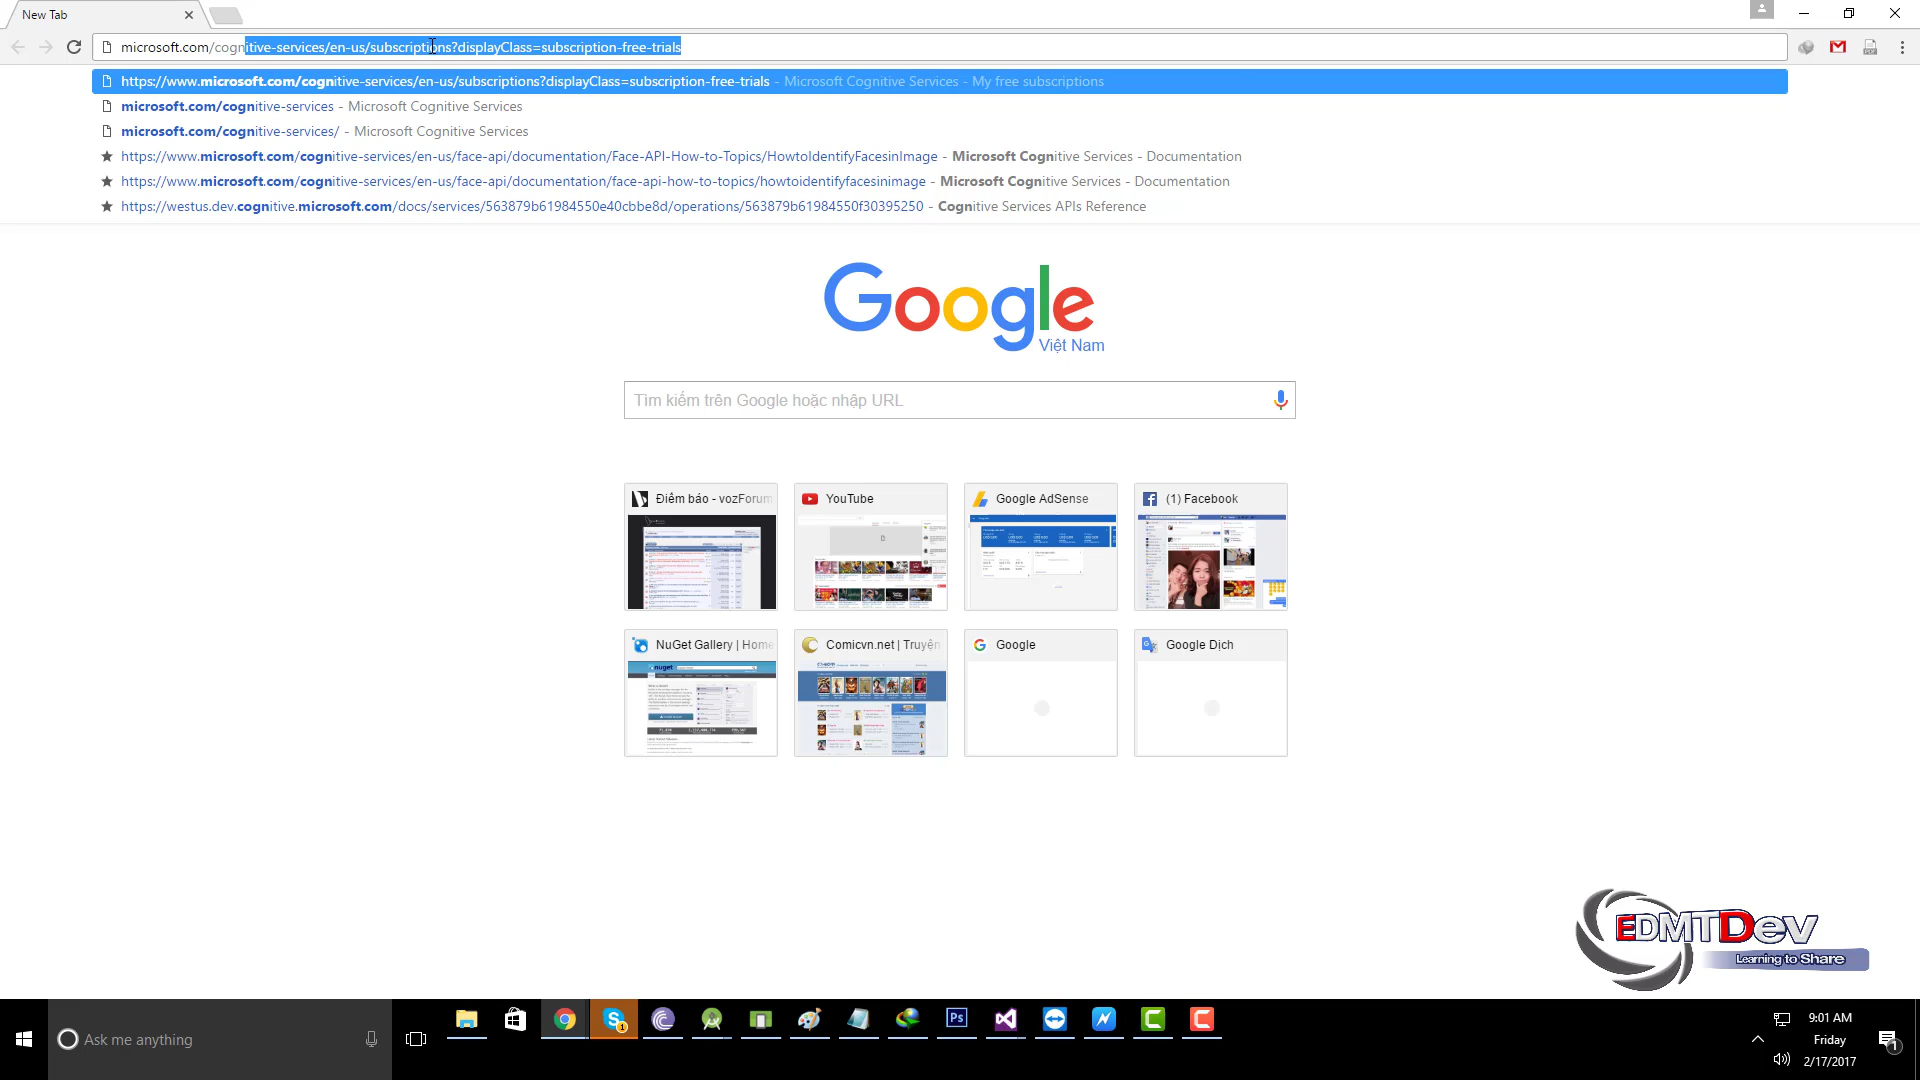 New Tab
microsoft.com/cognitive-services/en-us/subscriptions?displayClass=subscription-free-trials
https://www.microsoft.com/cognitive-services/en-us/subscriptions?displayClass=subscription-free-trials - Microsoft Cognitive Services - My free subscriptions
microsoft.com/cognitive-services - Microsoft Cognitive Services
microsoft.com/cognitive-services/ - Microsoft Cognitive Services
https://www.microsoft.com/cognitive-services/en-us/face-api/documentation/Face-API-How-to-Topics/HowtoIdentifyFacesinImage - Microsoft Cognitive Services - Documentation
https://www.microsoft.com/cognitive-services/en-us/face-api/documentation/face-api-how-to-topics/howtoidentifyfacesinimage - Microsoft Cognitive Services - Documentation
https://westus.dev.cognitive.microsoft.com/docs/services/563879b61984550e40cbbe8d/operations/563879b61984550f30395250 - Cognitive Services APIs Reference
Google
Việt Nam
Tìm kiếm trên Google hoặc nhập URL
Điểm báo - vozForum
YouTube
Google AdSense
(1) Facebook
NuGet Gallery | Home
Comicvn.net | Truyện
Google
Google Dịch
nuget
EDMTDev
Learning to Share
Ask me anything
1
Ps
9:01 AM
Friday
2/17/2017
1